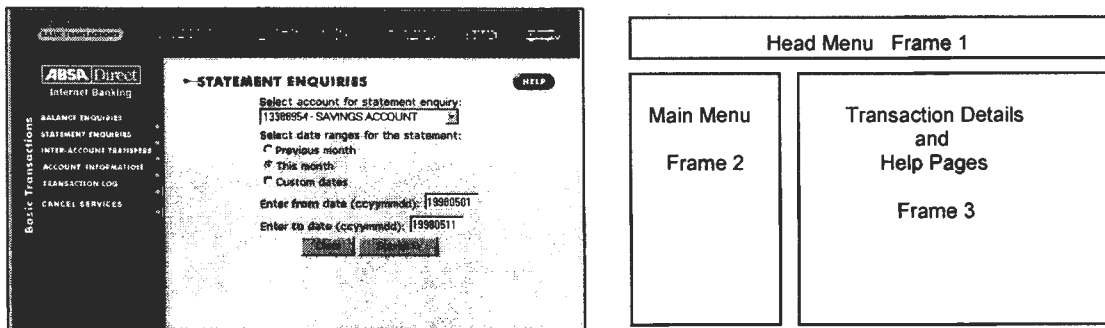 ABSA Direct
Internet Banking
Basic Transactions
BALANCE ENQUIRIES
STATEMENT ENQUIRIES
INTER-ACCOUNT TRANSFERS
ACCOUNT INFORMATION
TRANSACTION LOG
CANCEL SERVICES
STATEMENT ENQUIRIES
HELP
Select account for statement enquiry:
13388954 - SAVINGS ACCOUNT
Select date ranges for the statement:
Previous month
This month
Custom dates
Enter from date (ccyymmdd): 19980501
Enter to date (ccyymmdd): 19980511
Head Menu Frame 1
Main Menu
Frame 2
Transaction Details
and
Help Pages
Frame 3